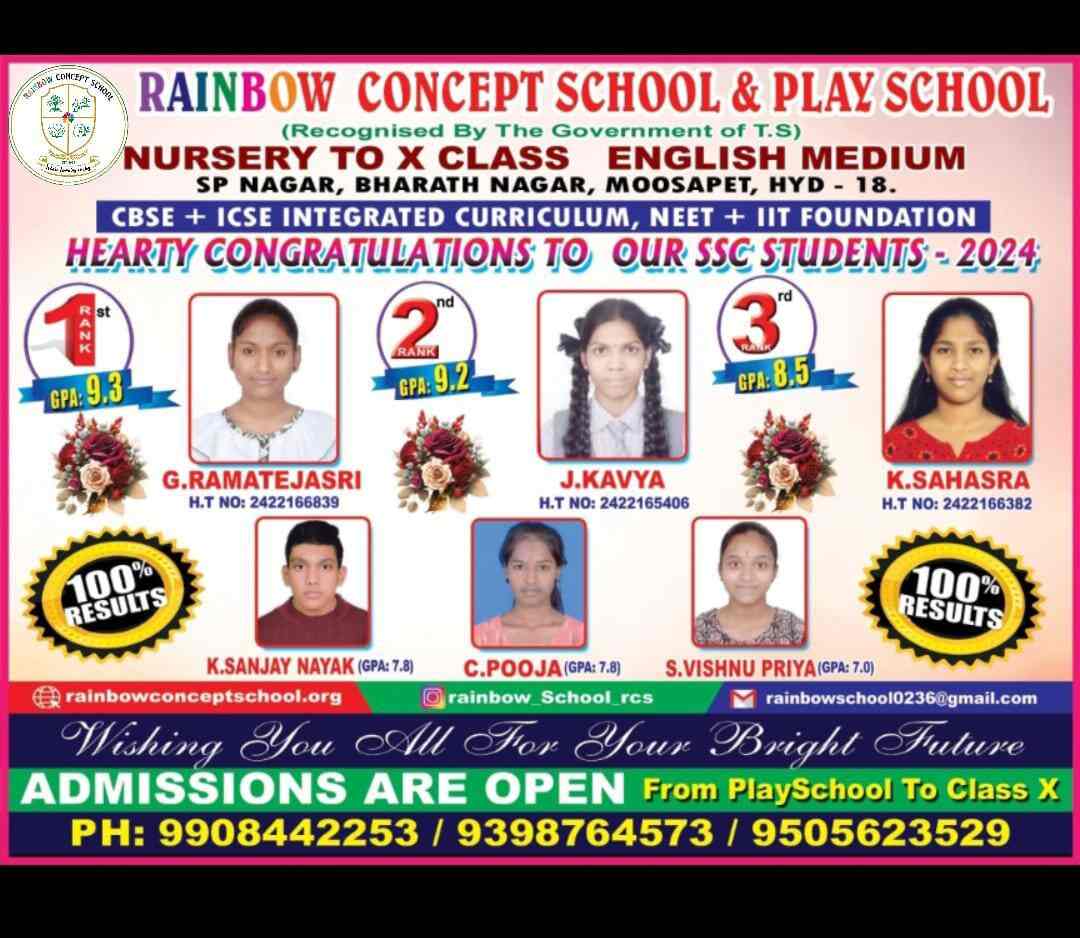 RAINBOW CONCEPT SCHOOL
RAINBOW CONCEPT SCHOOL & PLAY SCHOOL
(Recognised By The Government of T.S)
NURSERY TO X CLASS ENGLISH MEDIUM
SP NAGAR, BHARATH NAGAR, MOOSAPET, HYD - 18.
CBSE + ICSE INTEGRATED CURRICULUM, NEET + IIT FOUNDATION
HEARTY CONGRATULATIONS TO OUR SSC STUDENTS - 2024
1st RANK
GPA: 9.3
G.RAMATEJASRI
H.T NO: 2422166839
2nd RANK
GPA: 9.2
J.KAVYA
H.T NO: 2422165406
3rd RANK
GPA: 8.5
K.SAHASRA
H.T NO: 2422166382
100% RESULTS
K.SANJAY NAYAK (GPA: 7.8)
C.POOJA (GPA: 7.8)
S.VISHNU PRIYA (GPA: 7.0)
100% RESULTS
rainbowconceptschool.org
rainbow_School_rcs
rainbowschool0236@gmail.com
Wishing You All For Your Bright Future
ADMISSIONS ARE OPEN From PlaySchool To Class X
PH: 9908442253 / 9398764573 / 9505623529